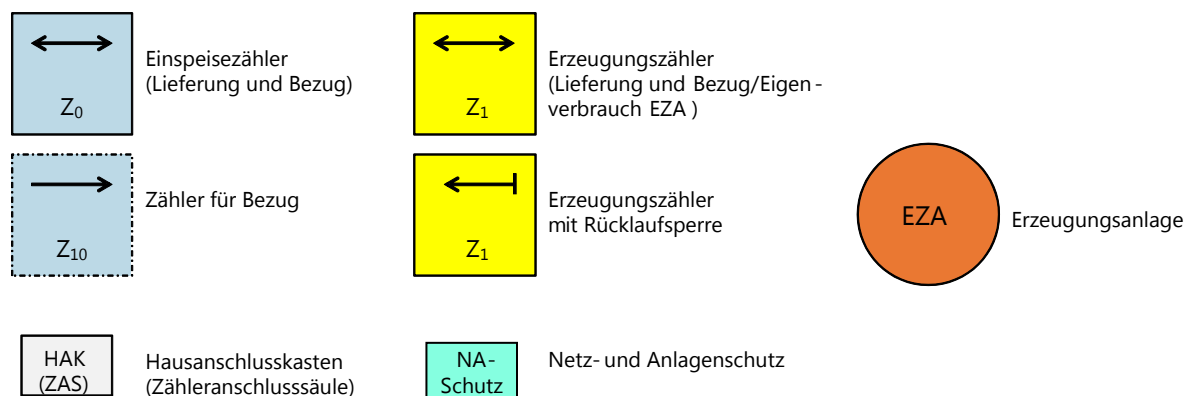 Z₀
Einspeisezähler
(Lieferung und Bezug)
Z₁
Erzeugungszähler
(Lieferung und Bezug/Eigen-
verbrauch EZA )
Z₁₀
Zähler für Bezug
Z₁
Erzeugungszähler
mit Rücklaufsperre
EZA
Erzeugungsanlage
HAK
(ZAS)
Hausanschlusskasten
(Zähleranschlusssäule)
NA-
Schutz
Netz- und Anlagenschutz